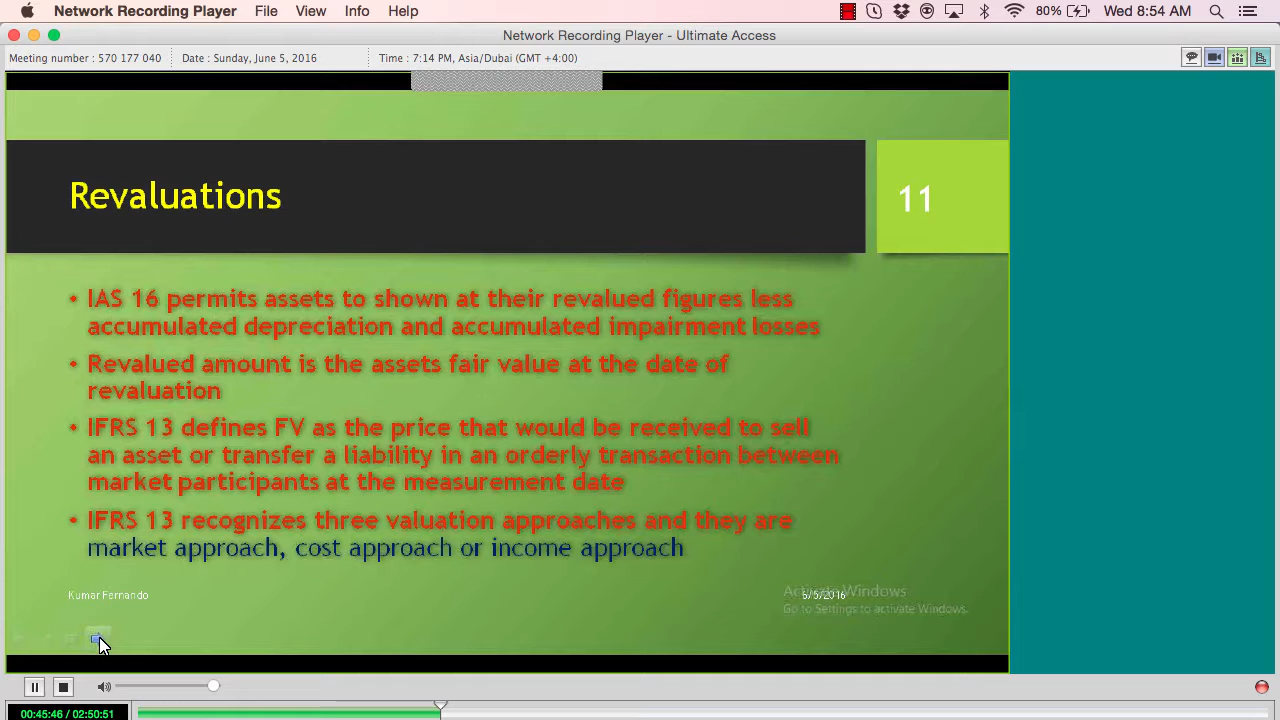 Network Recording Player File View Info Help 80% Wed 8:54 AM
Network Recording Player - Ultimate Access
Meeting number : 570 177 040 Date : Sunday, June 5, 2016 Time : 7:14 PM, Asia/Dubai (GMT +4:00)
Revaluations
11
• IAS 16 permits assets to shown at their revalued figures less
accumulated depreciation and accumulated impairment losses
• Revalued amount is the assets fair value at the date of
revaluation
• IFRS 13 defines FV as the price that would be received to sell
an asset or transfer a liability in an orderly transaction between
market participants at the measurement date
• IFRS 13 recognizes three valuation approaches and they are
market approach, cost approach or income approach
Kumar Fernando
6/5/2016
Activate Windows
Go to Settings to activate Windows.
00:45:46 / 02:50:51